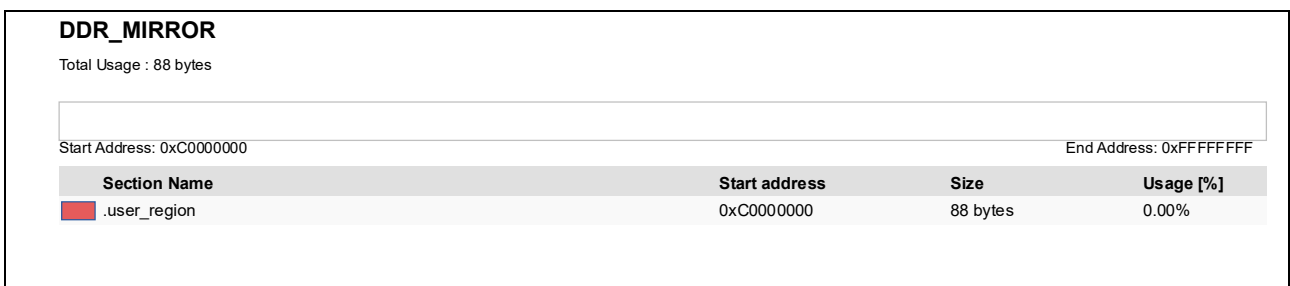 DDR_MIRROR
Total Usage : 88 bytes
Start Address: 0xC0000000 End Address: 0xFFFFFFFF
Section Name Start address Size Usage [%]
.user_region 0xC0000000 88 bytes 0.00%